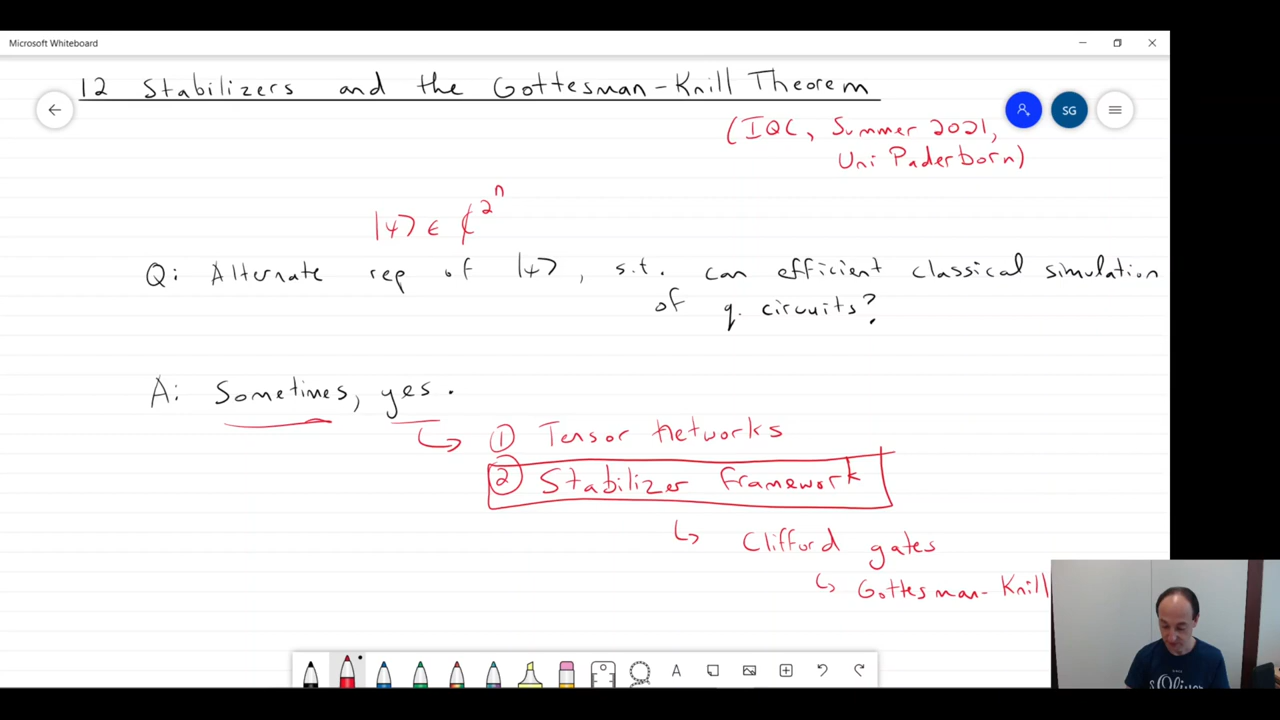 Microsoft Whiteboard
12 Stabilizers and the Gottesman-Knill Theorem
SG
(IQC, Summer 2021,
Uni Paderborn)
|ψ⟩ ∈ ℂ^2^n
Q: Alternate rep of |ψ⟩, s.t. can efficient classical simulation
of q. circuits?
A: Sometimes, yes.
↳ ① Tensor networks
② Stabilizer framework
↳ Clifford gates
↳ Gottesman-Knill
A
s.Oliver